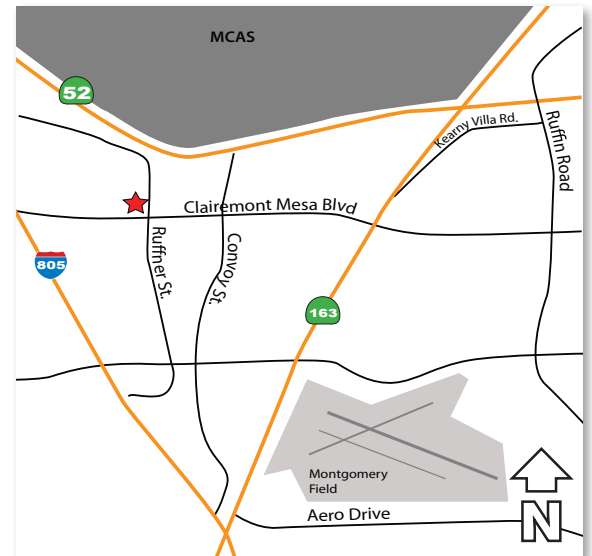 MCAS
52
Kearny Villa Rd.
Ruffin Road
Clairemont Mesa Blvd
Ruffner St.
Convoy St.
805
163
Montgomery
Field
Aero Drive
N